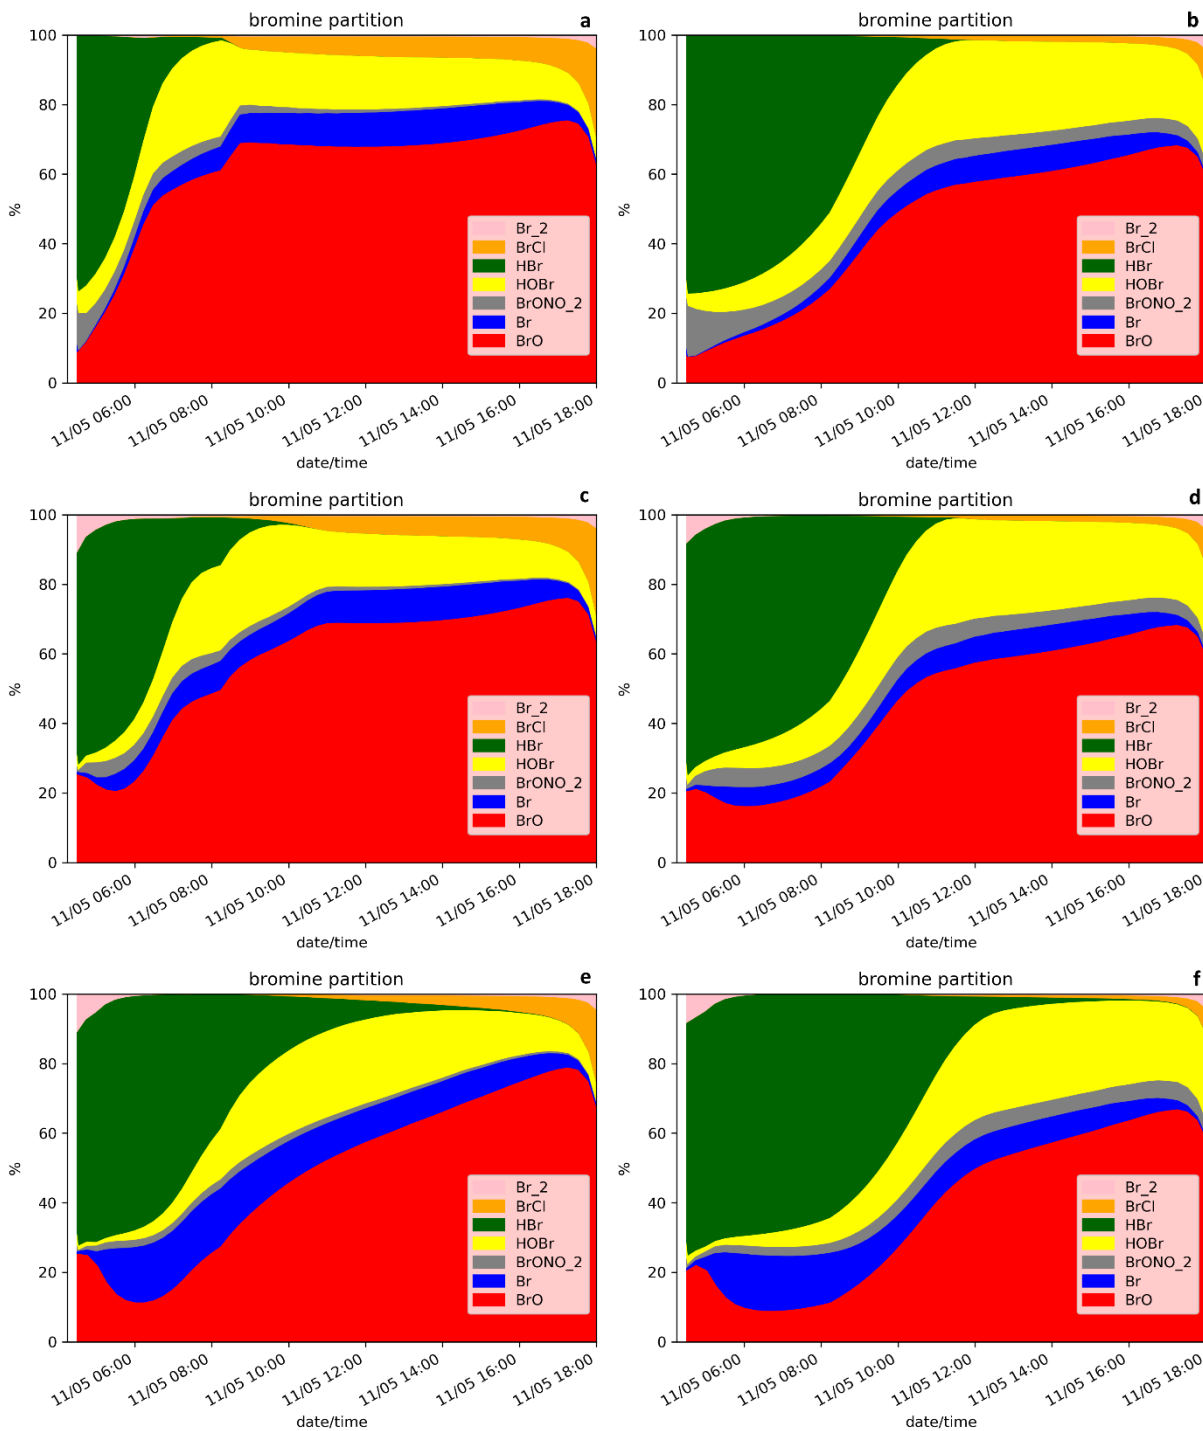 bromine partition a
100
80
60
40
20
0
%
Br_2
BrCl
HBr
HOBr
BrONO_2
Br
BrO
11/05 06:00
11/05 08:00
11/05 10:00
11/05 12:00
11/05 14:00
11/05 16:00
11/05 18:00
date/time
bromine partition b
100
80
60
40
20
0
%
Br_2
BrCl
HBr
HOBr
BrONO_2
Br
BrO
11/05 06:00
11/05 08:00
11/05 10:00
11/05 12:00
11/05 14:00
11/05 16:00
11/05 18:00
date/time
bromine partition c
100
80
60
40
20
0
%
Br_2
BrCl
HBr
HOBr
BrONO_2
Br
BrO
11/05 06:00
11/05 08:00
11/05 10:00
11/05 12:00
11/05 14:00
11/05 16:00
11/05 18:00
date/time
bromine partition d
100
80
60
40
20
0
%
Br_2
BrCl
HBr
HOBr
BrONO_2
Br
BrO
11/05 06:00
11/05 08:00
11/05 10:00
11/05 12:00
11/05 14:00
11/05 16:00
11/05 18:00
date/time
bromine partition e
100
80
60
40
20
0
%
Br_2
BrCl
HBr
HOBr
BrONO_2
Br
BrO
11/05 06:00
11/05 08:00
11/05 10:00
11/05 12:00
11/05 14:00
11/05 16:00
11/05 18:00
date/time
bromine partition f
100
80
60
40
20
0
%
Br_2
BrCl
HBr
HOBr
BrONO_2
Br
BrO
11/05 06:00
11/05 08:00
11/05 10:00
11/05 12:00
11/05 14:00
11/05 16:00
11/05 18:00
date/time